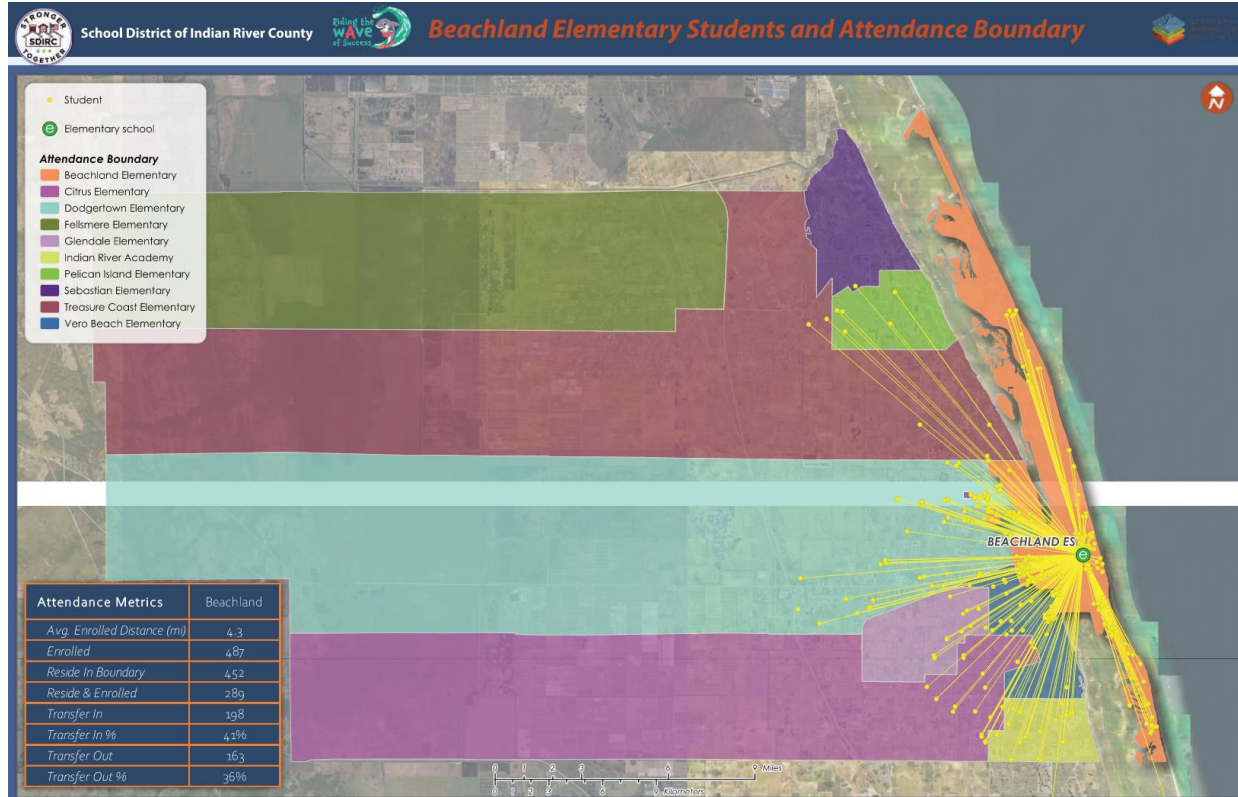 STRONGER
SDIRC
TOGETHER
School District of Indian River County
Riding the
wAve
of Success
Beachland Elementary Students and Attendance Boundary
Student
e Elementary school
Attendance Boundary
Beachland Elementary
Citrus Elementary
Dodgertown Elementary
Fellsmere Elementary
Glendale Elementary
Indian River Academy
Pelican Island Elementary
Sebastian Elementary
Treasure Coast Elementary
Vero Beach Elementary
N
BEACHLAND ES
e
Attendance Metrics Beachland
Avg. Enrolled Distance (mi) 4.3
Enrolled 487
Reside In Boundary 452
Reside & Enrolled 289
Transfer In 198
Transfer In % 41%
Transfer Out 163
Transfer Out % 36%
0 1 2 3 6 9 Miles
0 1 2 3 6 9 Kilometers